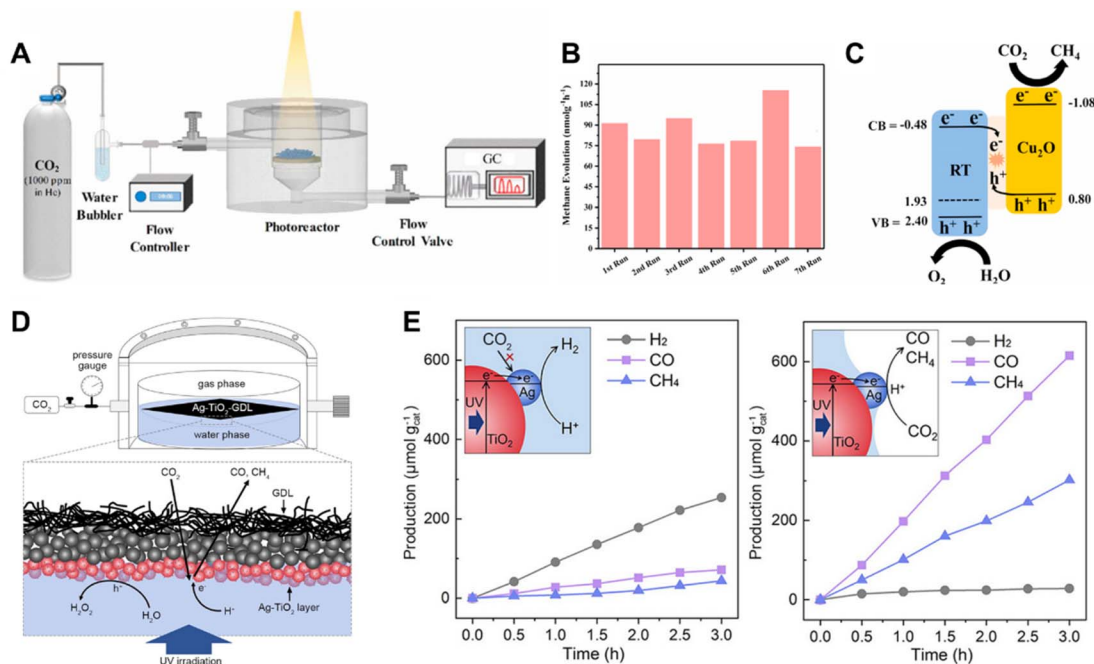 A
CO₂
(1000 ppm
in He)
Water
Bubbler
Flow
Controller
Photoreactor
Flow
Control Valve
GC
B
Methane Evolution (nmolg⁻¹h⁻¹)
120
105
90
75
60
45
30
15
0
1st Run
2nd Run
3rd Run
4th Run
5th Run
6th Run
7th Run
C
CO₂
CH₄
e⁻ e⁻
-1.08
CB = -0.48
e⁻ e⁻
e⁻
Cu₂O
RT
h⁺
1.93
h⁺ h⁺
0.80
VB = 2.40
h⁺ h⁺
O₂
H₂O
D
pressure
gauge
gas phase
CO₂
Ag-TiO₂-GDL
water phase
CO₂
CO, CH₄
GDL
h⁺
e⁻
H₂O₂
H₂O
H⁺
Ag-TiO₂ layer
UV irradiation
E
Production (μmol g⁻¹cat)
600
400
200
0
CO₂
×
H₂
e⁻
e⁻
Ag
UV
TiO₂
H⁺
H₂
CO
CH₄
0.0 0.5 1.0 1.5 2.0 2.5 3.0
Time (h)
Production (μmol g⁻¹cat)
600
400
200
0
CO
CH₄
e⁻
e⁻
H⁺
Ag
UV
TiO₂
CO₂
H₂
CO
CH₄
0.0 0.5 1.0 1.5 2.0 2.5 3.0
Time (h)